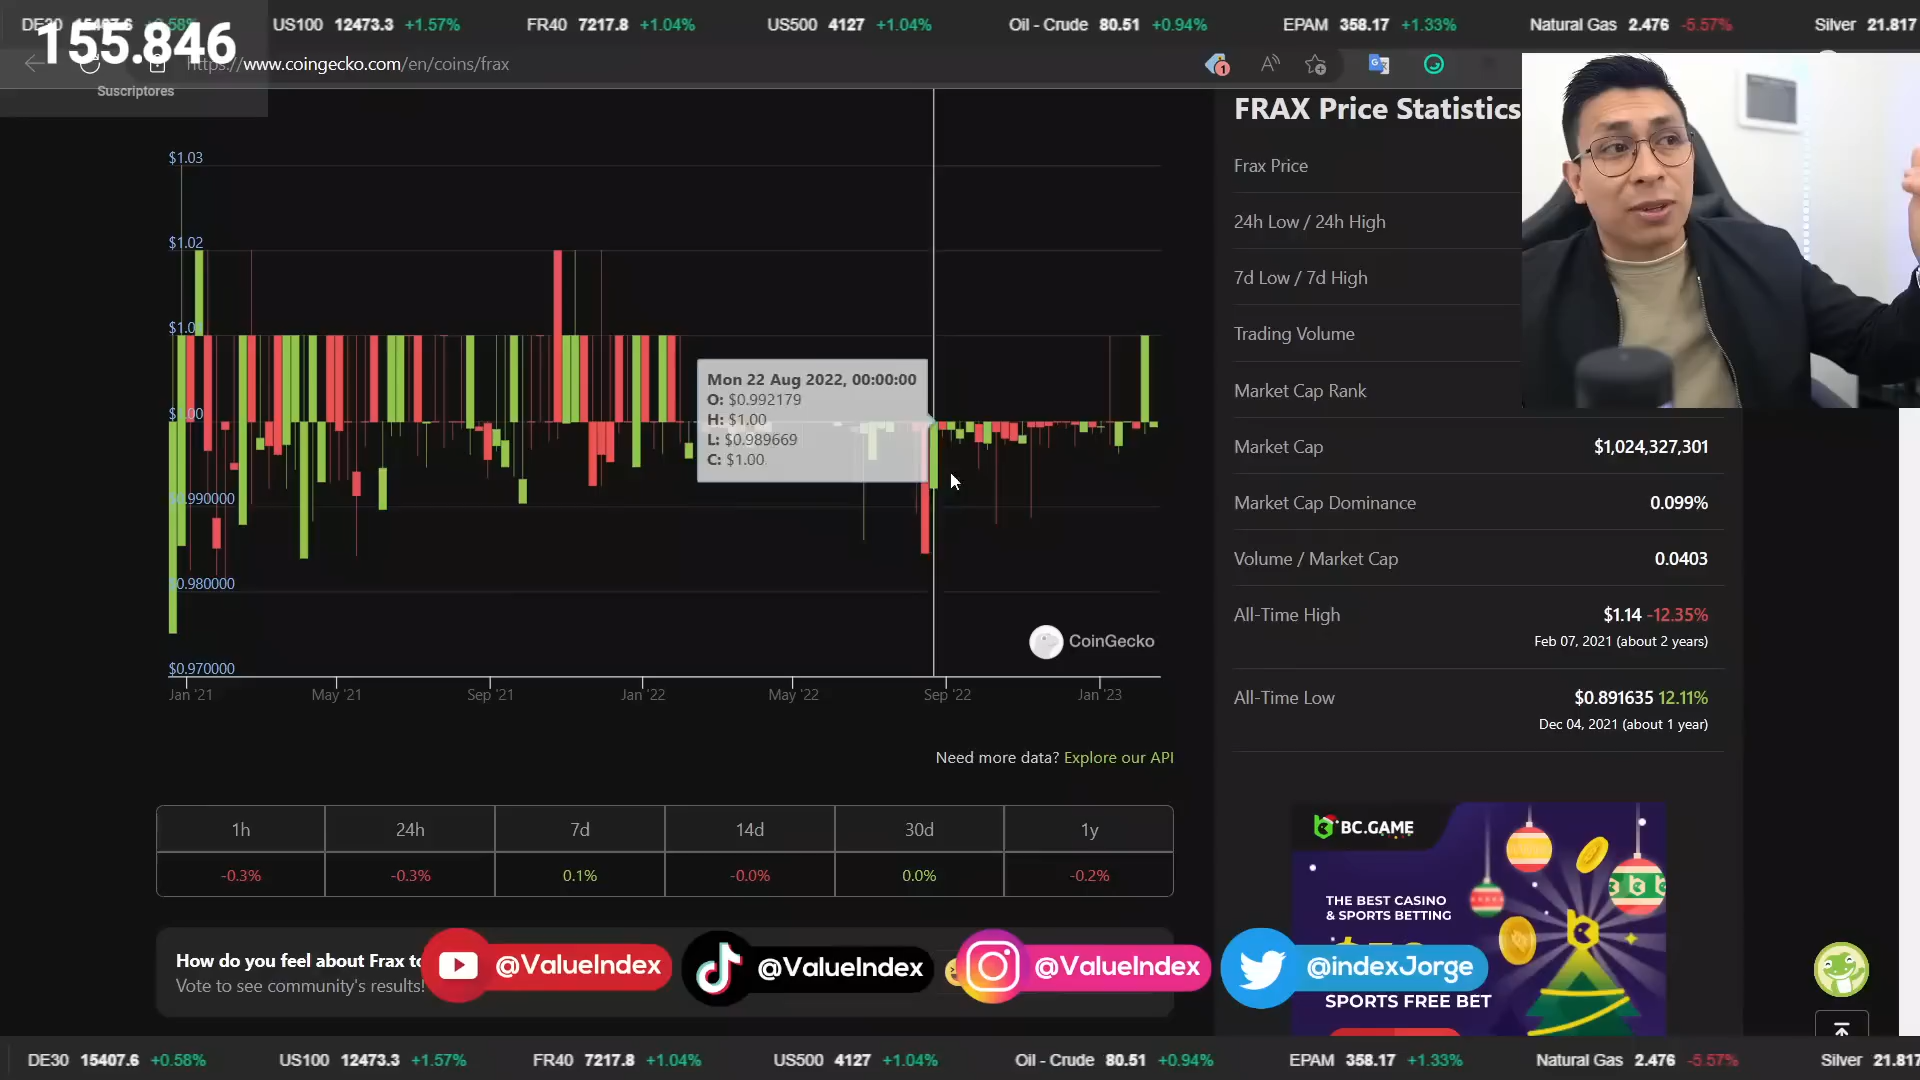 DE30 15407.6 +0.58% US100 12473.3 +1.57% FR40 7217.8 +1.04% US500 4127 +1.04% Oil - Crude 80.51 +0.94% EPAM 358.17 +1.33% Natural Gas 2.476 -5.57% Silver 21.817
155.846
Suscriptores
https://www.coingecko.com/en/coins/frax
1
$1.03
$1.02
$1.00
$0.980000
$0.970000
Mon 22 Aug 2022, 00:00:00
O: $0.992179
H: $1.00
L: $0.989669
C: $1.00
CoinGecko
Jan '21 May '21 Sep '21 Jan '22 May '22 Sep '22 Jan '23
Need more data? Explore our API
1h 24h 7d 14d 30d 1y
-0.3% -0.3% 0.1% -0.0% 0.0% -0.2%
How do you feel about Frax
Vote to see community's results!
FRAX Price Statistics
Frax Price
24h Low / 24h High
7d Low / 7d High
Trading Volume
Market Cap Rank
Market Cap $1,024,327,301
Market Cap Dominance 0.099%
Volume / Market Cap 0.0403
All-Time High $1.14 -12.35%
Feb 07, 2021 (about 2 years)
All-Time Low $0.891635 12.11%
Dec 04, 2021 (about 1 year)
BC.GAME
THE BEST CASINO
& SPORTS BETTING
SPORTS FREE BET
@ValueIndex @ValueIndex @ValueIndex @indexJorge
DE30 15407.6 +0.58% US100 12473.3 +1.57% FR40 7217.8 +1.04% US500 4127 +1.04% Oil - Crude 80.51 +0.94% EPAM 358.17 +1.33% Natural Gas 2.476 -5.57% Silver 21.817